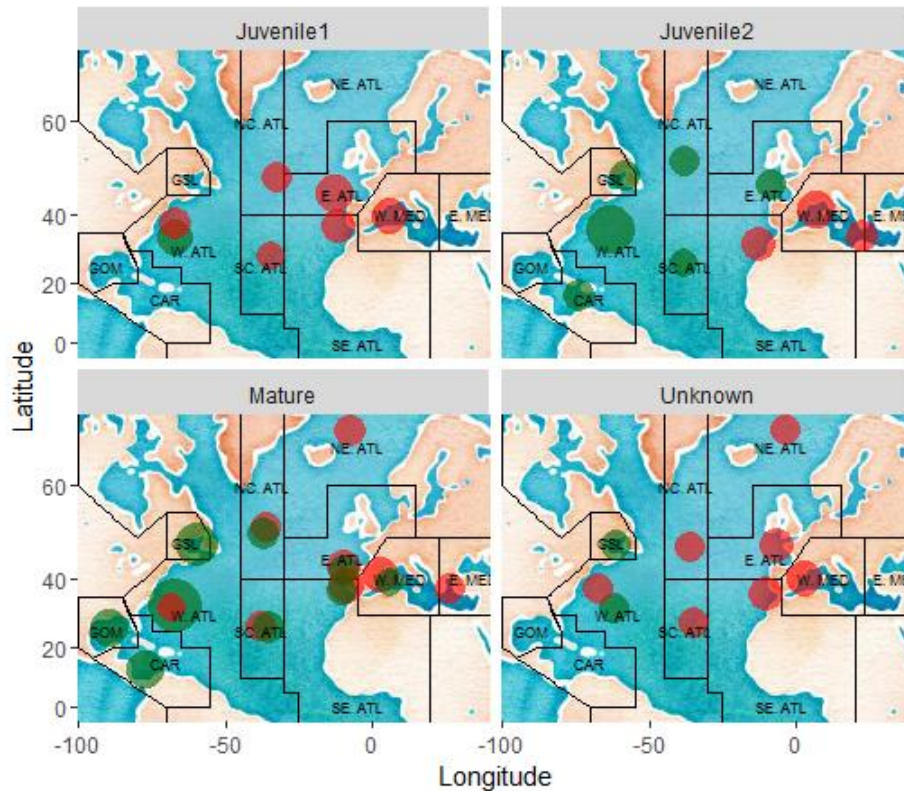 Juvenile1
Juvenile2
NE. ATL
NE. ATL
60
NC. ATL
NC. ATL
GSL
GSL
E. ATL
E. ATL
40
W. MED
E. MED
W. MED
E. MED
W. ATL
W. ATL
GOM
SC. ATL
GOM
SC. ATL
20
CAR
CAR
0
SE. ATL
SE. ATL
Latitude
Mature
Unknown
NE. ATL
NE. ATL
60
NC. ATL
NC. ATL
GSL
GSL
E. ATL
E. ATL
40
W. MED
E. MED
W. MED
E. MED
W. ATL
W. ATL
GOM
SC. ATL
GOM
SC. ATL
20
CAR
CAR
0
SE. ATL
SE. ATL
-100
-50
0
-100
-50
0
Longitude